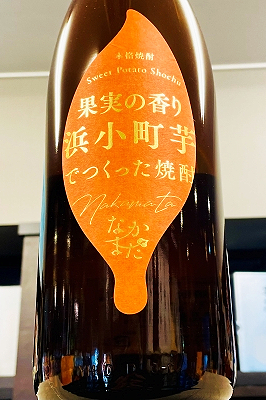 本格焼酎
Sweet Potato Shochu
果実の香り
浜小町芋
でつくった焼酎
Nakamata
なかまた